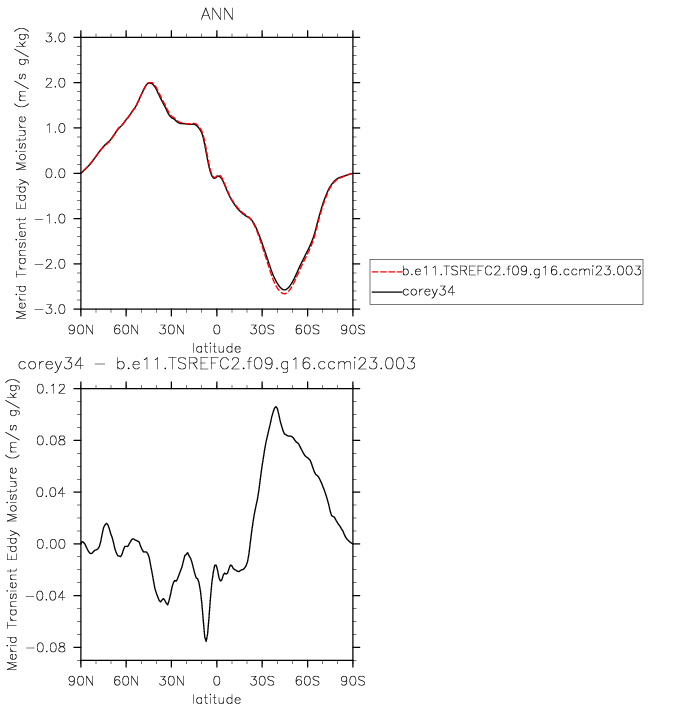 ANN
Merid Transient Eddy Moisture (m/s g/kg)
3.0
2.0
1.0
0.0
−1.0
−2.0
−3.0
90N 60N 30N 0 30S 60S 90S
latitude
b.e11.TSREFC2.f09.g16.ccmi23.003
corey34
corey34 − b.e11.TSREFC2.f09.g16.ccmi23.003
Merid Transient Eddy Moisture (m/s g/kg)
0.12
0.08
0.04
0.00
−0.04
−0.08
90N 60N 30N 0 30S 60S 90S
latitude